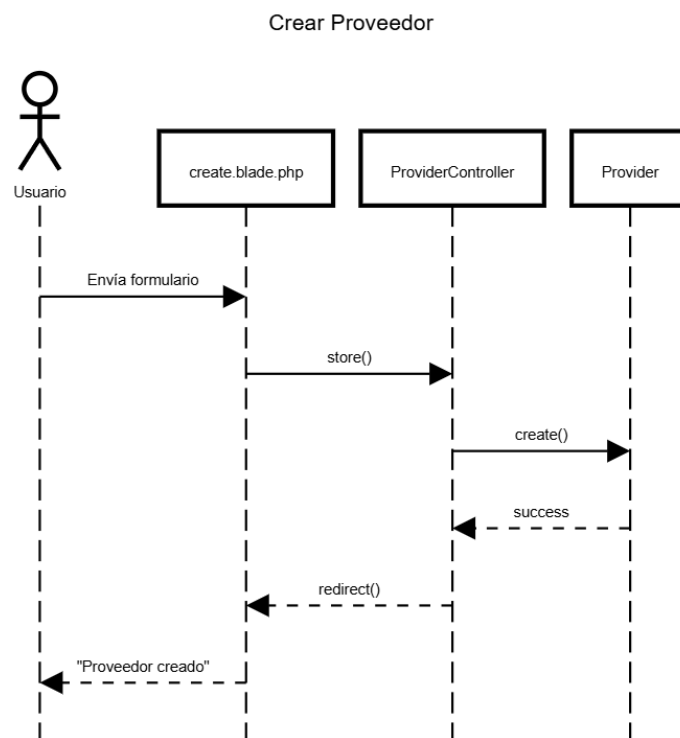 Crear Proveedor
Usuario
create.blade.php
ProviderController
Provider
Envía formulario
store()
create()
success
redirect()
"Proveedor creado"